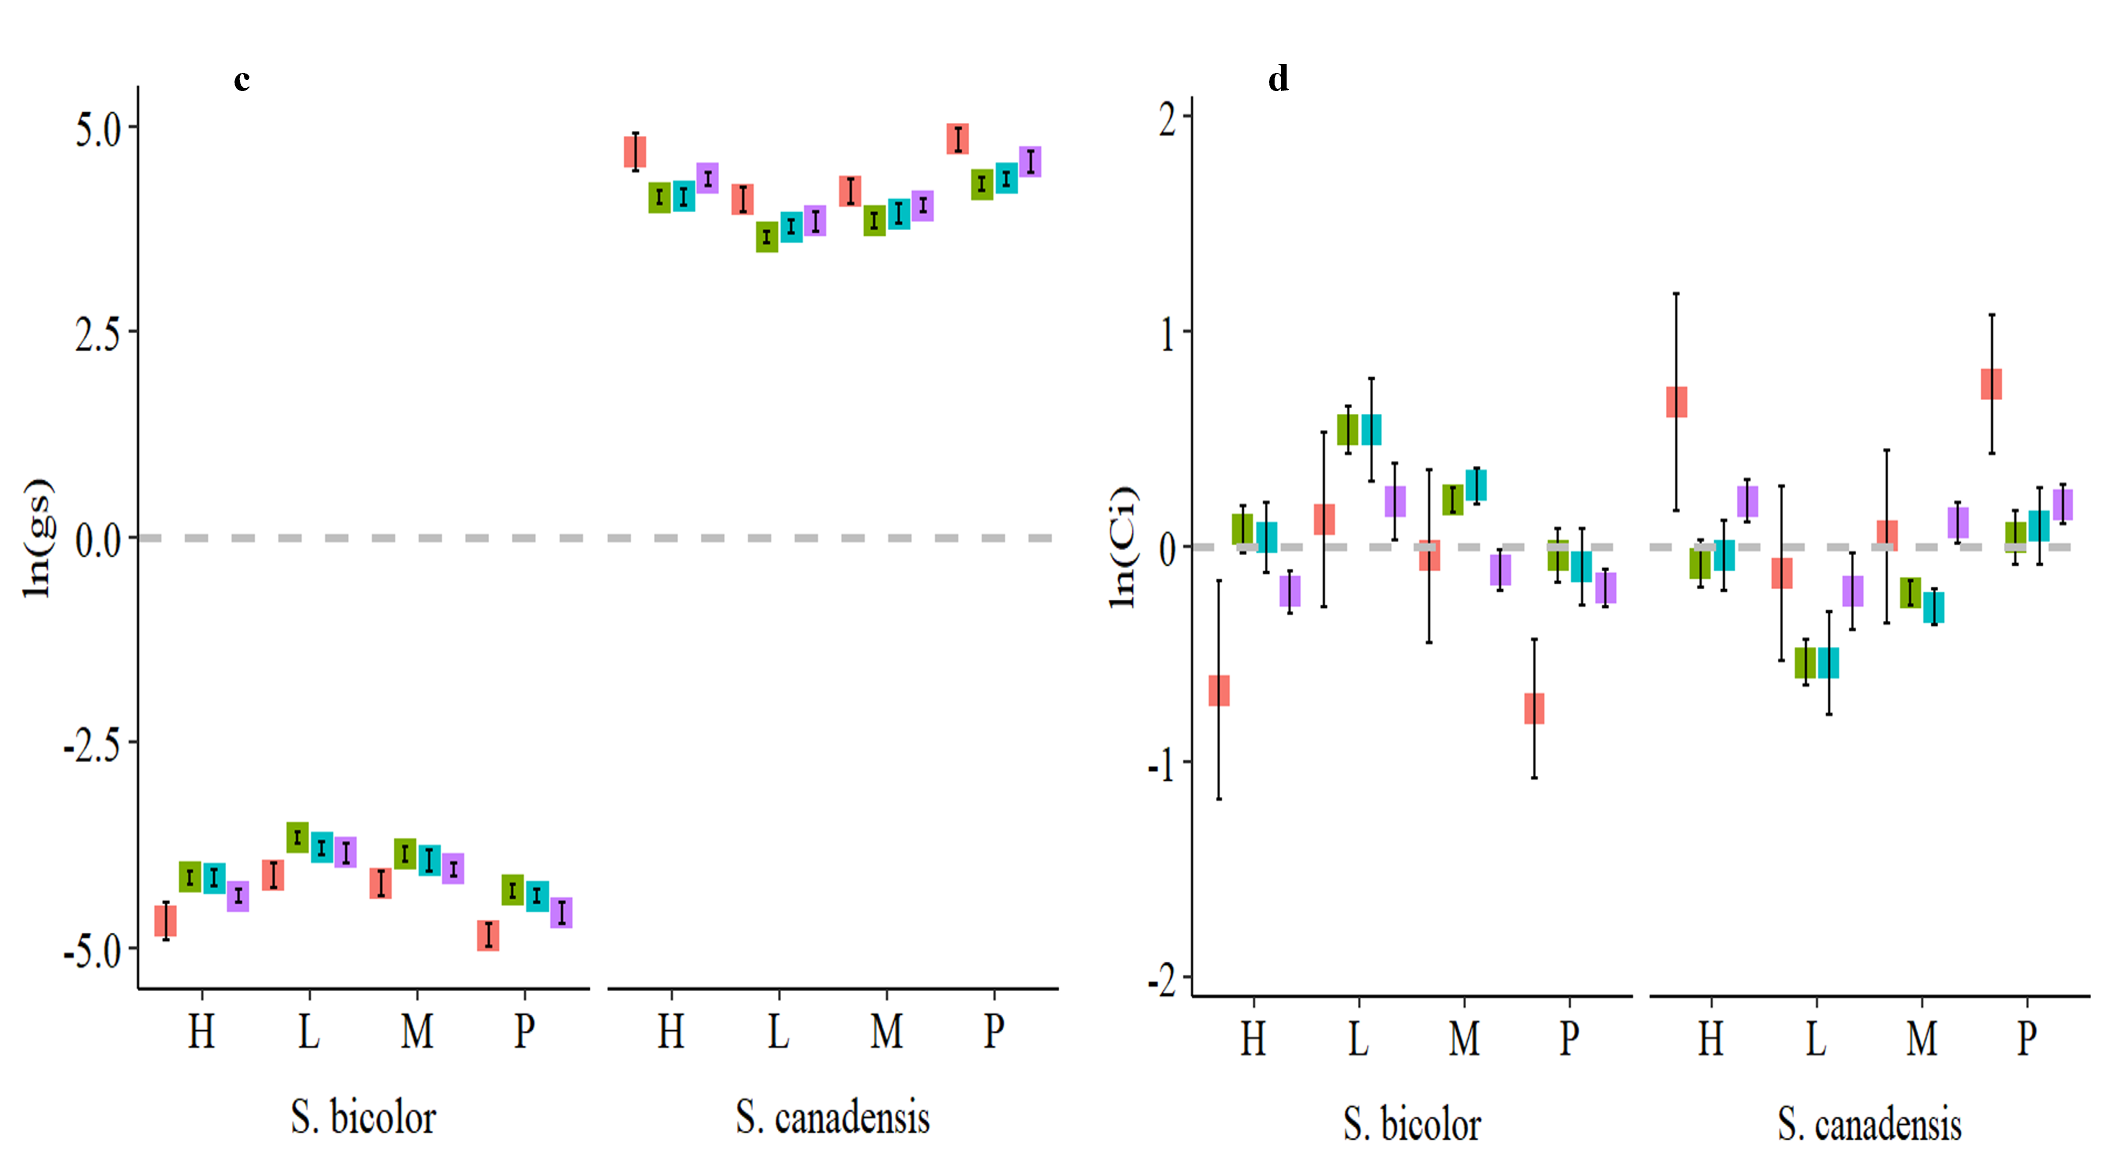 c
5.0
2.5
0.0
-2.5
-5.0
ln(gs)
H L M P H L M P
S. bicolor S. canadensis
d
2
1
0
-1
-2
ln(Ci)
H L M P H L M P
S. bicolor S. canadensis